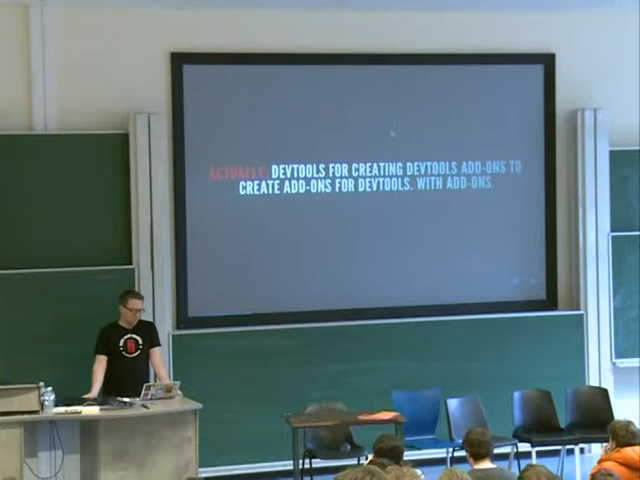 ACTUALLY: DEVTOOLS FOR CREATING DEVTOOLS ADD-ONS TO
CREATE ADD-ONS FOR DEVTOOLS, WITH ADD-ONS.